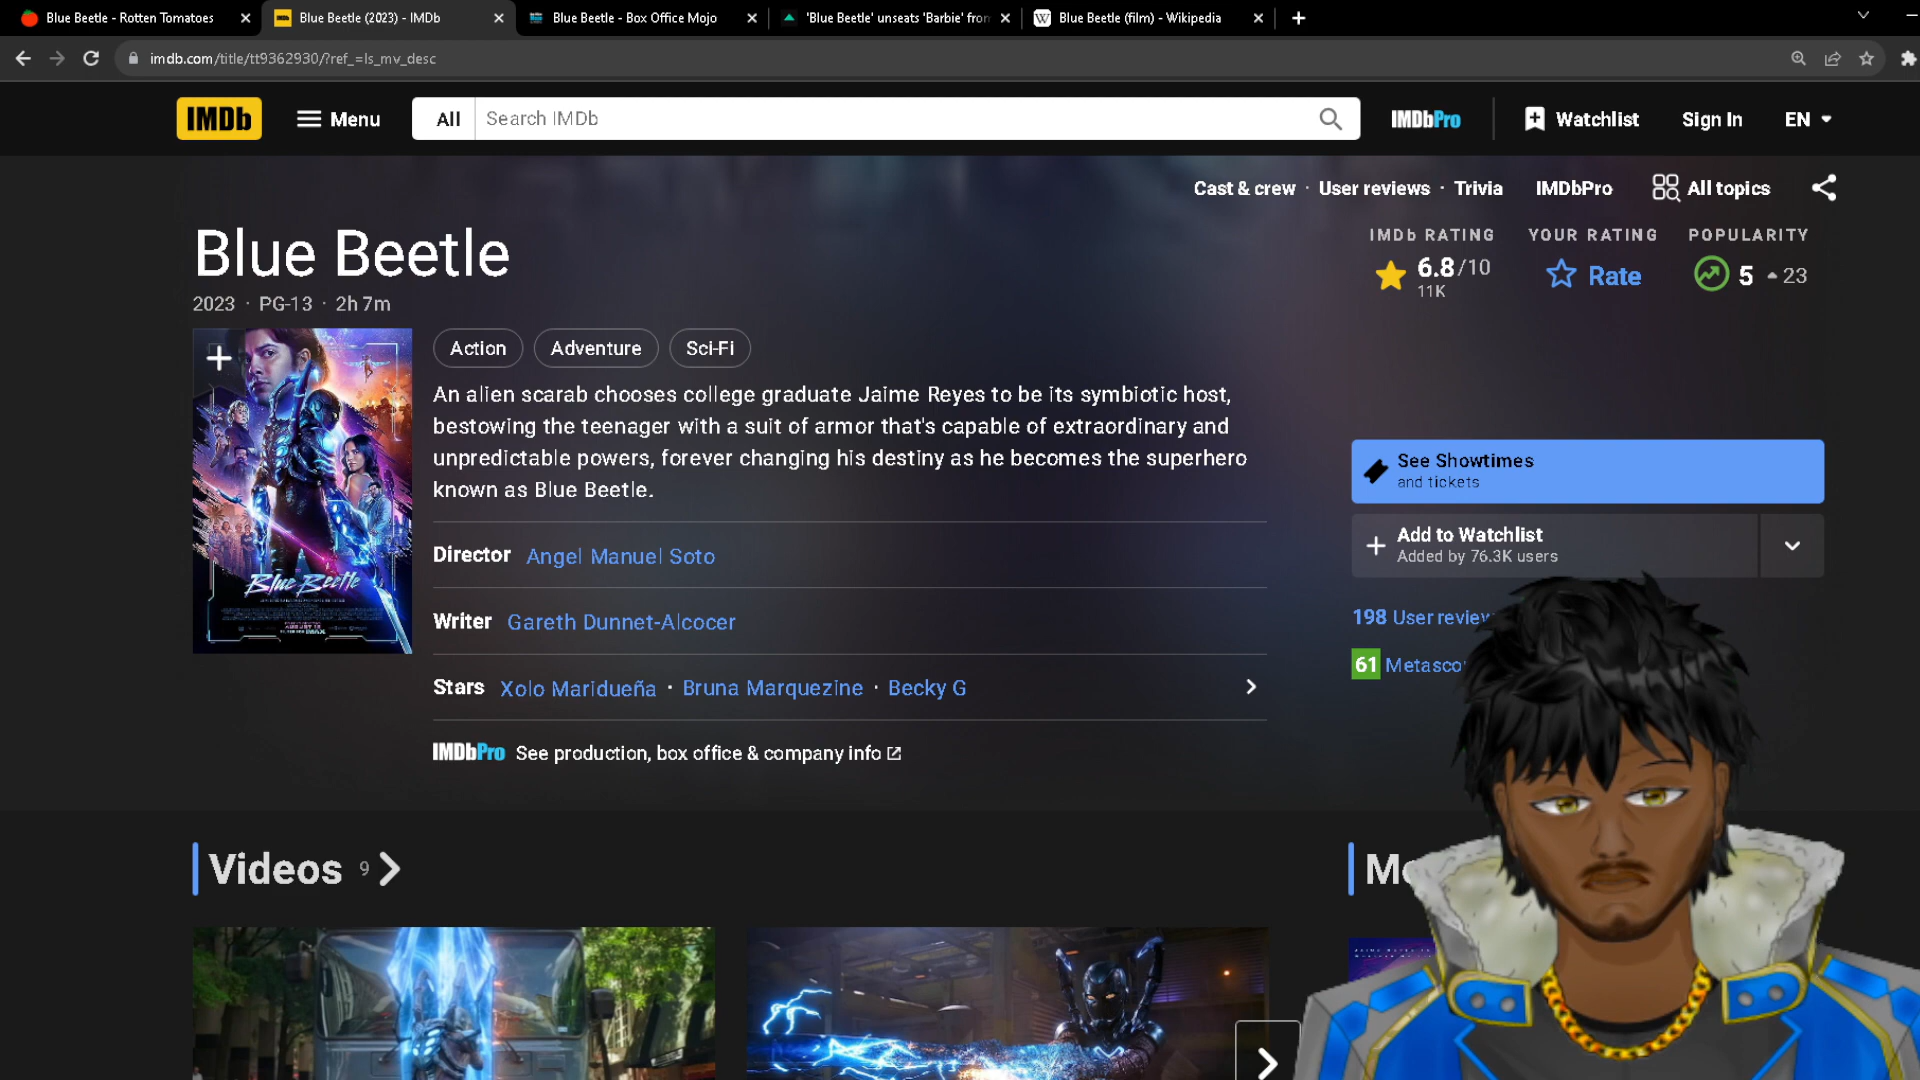 Blue Beetle - Rotten Tomatoes
Blue Beetle (2023) - IMDb
Blue Beetle - Box Office Mojo
'Blue Beetle' unseats 'Barbie' fro
Blue Beetle (film) - Wikipedia
imdb.com/title/tt9362930/?ref_=ls_mv_desc
IMDb
Menu
All
Search IMDb
IMDbPro
Watchlist
Sign In
EN
Cast & crew · User reviews · Trivia
IMDbPro
All topics
Blue Beetle
2023 · PG-13 · 2h 7m
IMDb RATING
6.8/10
11K
YOUR RATING
Rate
POPULARITY
5
23
Blue Beetle
Action
Adventure
Sci-Fi
An alien scarab chooses college graduate Jaime Reyes to be its symbiotic host,
bestowing the teenager with a suit of armor that's capable of extraordinary and
unpredictable powers, forever changing his destiny as he becomes the superhero
known as Blue Beetle.
Director Angel Manuel Soto
Writer Gareth Dunnet-Alcocer
Stars Xolo Maridueña · Bruna Marquezine · Becky G
IMDbPro See production, box office & company info
See Showtimes
and tickets
Add to Watchlist
Added by 76.3K users
198 User review
61 Metasco
Videos 9
Mo